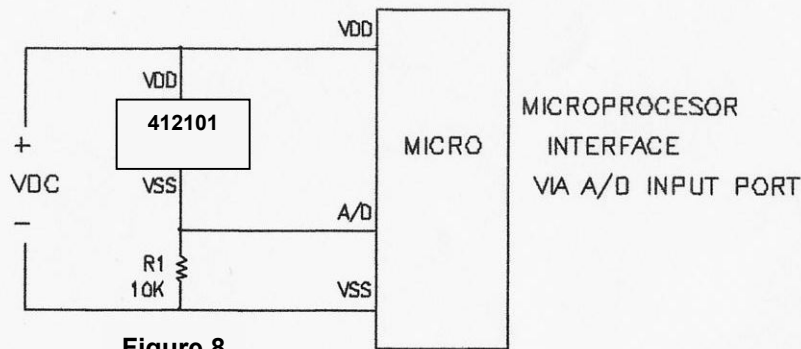 VDD
VDD
412101
+
VDC
−
VSS
MICRO
MICROPROCESOR
INTERFACE
VIA A/D INPUT PORT
A/D
R1
10K
VSS
Figure 8